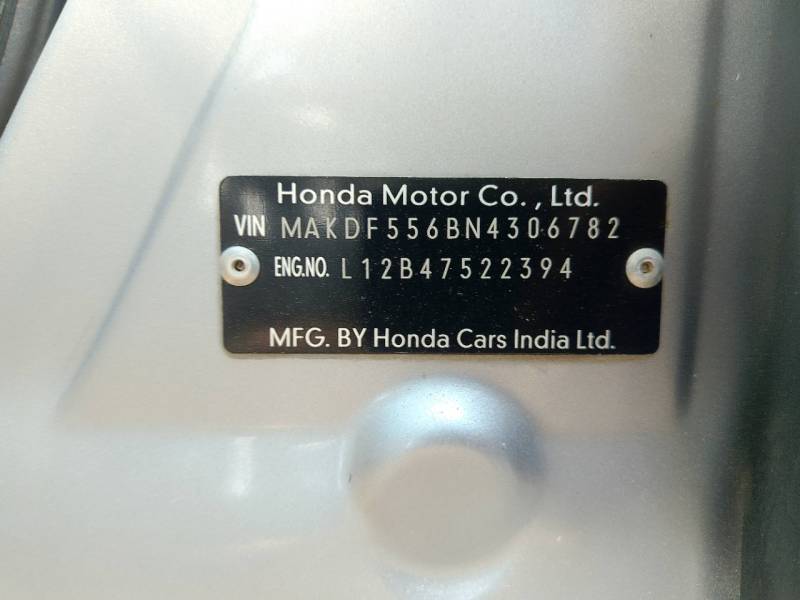 Honda Motor Co., Ltd.
VIN MAKDF556BN4306782
ENG.NO. L12B47522394
MFG. BY Honda Cars India Ltd.